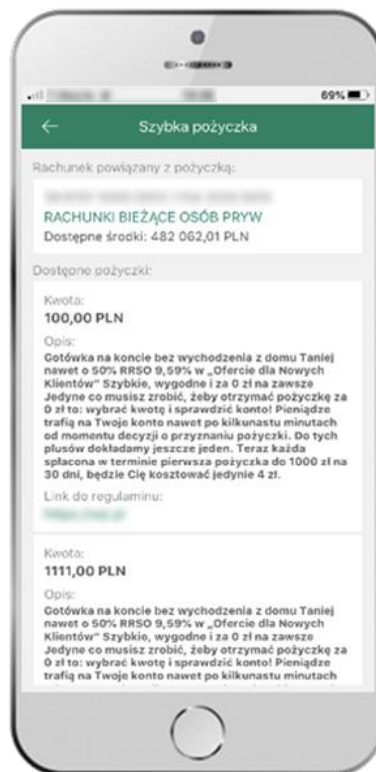 69%
Szybka pożyczka
Rachunek powiązany z pożyczką:
RACHUNKI BIEŻĄCE OSÓB PRYW
Dostępne środki: 482 062,01 PLN
Dostępne pożyczki:
Kwota:
100,00 PLN
Opis:
Gotówka na koncie bez wychodzenia z domu Taniej
nawet o 50% RRSO 9,59% w „Ofercie dla Nowych
Klientów" Szybkie, wygodne i za 0 zł na zawsze
Jedyne co musisz zrobić, żeby otrzymać pożyczkę za
0 zł to: wybrać kwotę i sprawdzić konto! Pieniądze
trafią na Twoje konto nawet po kilkunastu minutach
od momentu decyzji o przyznaniu pożyczki. Do tych
plusów dokładamy jeszcze jeden. Teraz każda
spłacona w terminie pierwsza pożyczka do 1000 zł na
30 dni, będzie Cię kosztować jedynie 4 zł.
Link do regulaminu:
Kwota:
1111,00 PLN
Opis:
Gotówka na koncie bez wychodzenia z domu Taniej
nawet o 50% RRSO 9,59% w „Ofercie dla Nowych
Klientów" Szybkie, wygodne i za 0 zł na zawsze
Jedyne co musisz zrobić, żeby otrzymać pożyczkę za
0 zł to: wybrać kwotę i sprawdzić konto! Pieniądze
trafią na Twoje konto nawet po kilkunastu minutach